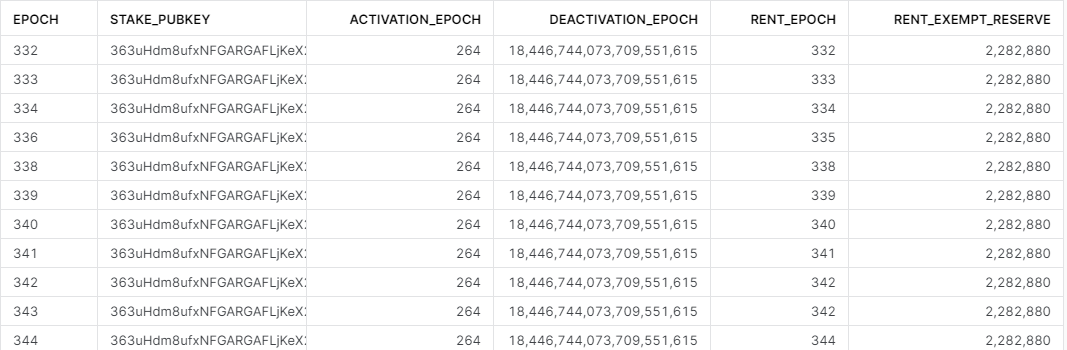 EPOCH STAKE_PUBKEY ACTIVATION_EPOCH DEACTIVATION_EPOCH RENT_EPOCH RENT_EXEMPT_RESERVE
332 363uHdm8ufxNFGARGAFLjKeX 264 18,446,744,073,709,551,615 332 2,282,880
333 363uHdm8ufxNFGARGAFLjKeX 264 18,446,744,073,709,551,615 333 2,282,880
334 363uHdm8ufxNFGARGAFLjKeX 264 18,446,744,073,709,551,615 334 2,282,880
336 363uHdm8ufxNFGARGAFLjKeX 264 18,446,744,073,709,551,615 335 2,282,880
338 363uHdm8ufxNFGARGAFLjKeX 264 18,446,744,073,709,551,615 338 2,282,880
339 363uHdm8ufxNFGARGAFLjKeX 264 18,446,744,073,709,551,615 339 2,282,880
340 363uHdm8ufxNFGARGAFLjKeX 264 18,446,744,073,709,551,615 340 2,282,880
341 363uHdm8ufxNFGARGAFLjKeX 264 18,446,744,073,709,551,615 341 2,282,880
342 363uHdm8ufxNFGARGAFLjKeX 264 18,446,744,073,709,551,615 342 2,282,880
343 363uHdm8ufxNFGARGAFLjKeX 264 18,446,744,073,709,551,615 342 2,282,880
344 363uHdm8ufxNFGARGAFLjKeX 264 18,446,744,073,709,551,615 344 2,282,880